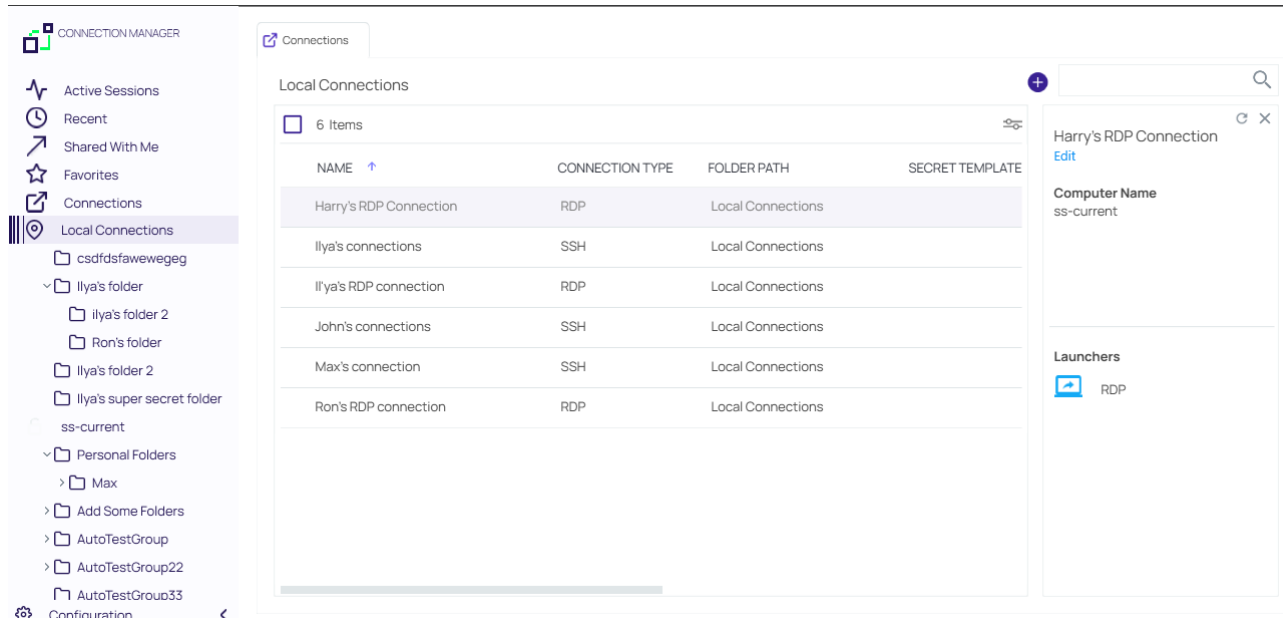 CONNECTION MANAGER
Active Sessions
Recent
Shared With Me
Favorites
Connections
Local Connections
csdfdsfawewegeg
Ilya's folder
ilya's folder 2
Ron's folder
Ilya's folder 2
Ilya's super secret folder
ss-current
Personal Folders
Max
Add Some Folders
AutoTestGroup
AutoTestGroup22
AutoTestGroup33
Configuration
Connections
Local Connections
6 Items
NAME CONNECTION TYPE FOLDER PATH SECRET TEMPLATE
Harry's RDP Connection RDP Local Connections
Ilya's connections SSH Local Connections
Il'ya's RDP connection RDP Local Connections
John's connections SSH Local Connections
Max's connection SSH Local Connections
Ron's RDP connection RDP Local Connections
Harry's RDP Connection
Edit
Computer Name
ss-current
Launchers
RDP